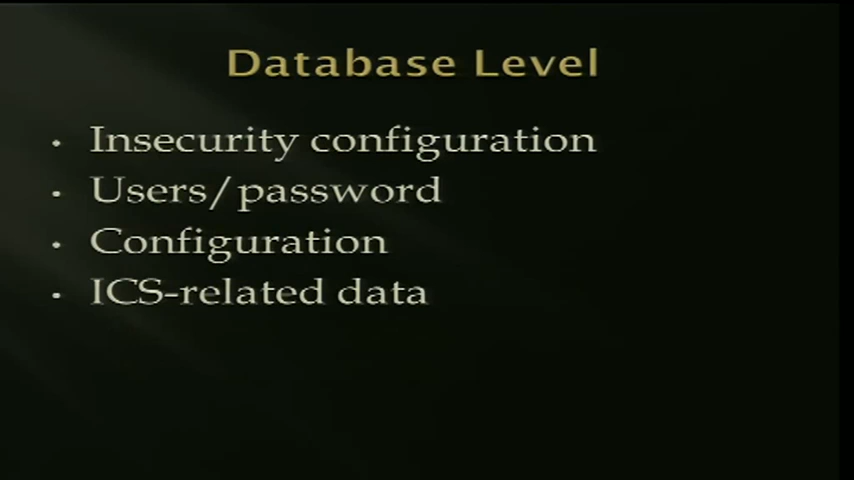 Database Level
• Insecurity configuration
• Users/password
• Configuration
• ICS-related data